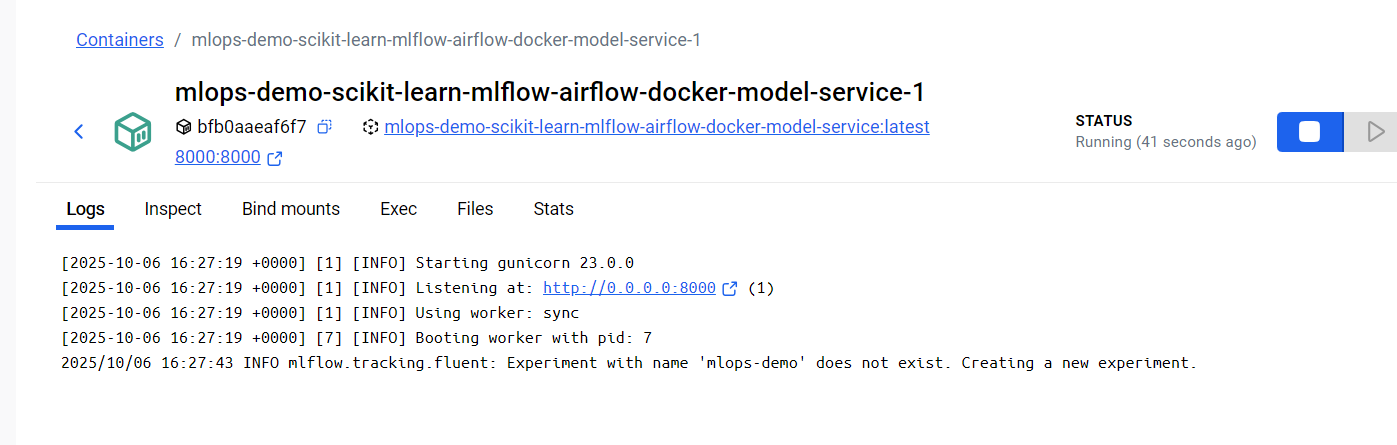 Containers / mlops-demo-scikit-learn-mlflow-airflow-docker-model-service-1
mlops-demo-scikit-learn-mlflow-airflow-docker-model-service-1
bfb0aaeaf6f7 mlops-demo-scikit-learn-mlflow-airflow-docker-model-service:latest
8000:8000
STATUS
Running (41 seconds ago)
Logs Inspect Bind mounts Exec Files Stats
[2025-10-06 16:27:19 +0000] [1] [INFO] Starting gunicorn 23.0.0
[2025-10-06 16:27:19 +0000] [1] [INFO] Listening at: http://0.0.0.0:8000 (1)
[2025-10-06 16:27:19 +0000] [1] [INFO] Using worker: sync
[2025-10-06 16:27:19 +0000] [7] [INFO] Booting worker with pid: 7
2025/10/06 16:27:43 INFO mlflow.tracking.fluent: Experiment with name 'mlops-demo' does not exist. Creating a new experiment.